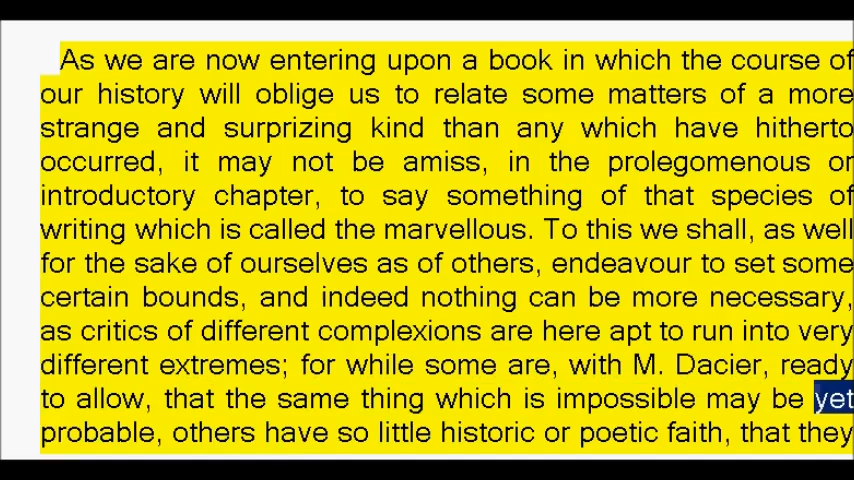 As we are now entering upon a book in which the course of
our history will oblige us to relate some matters of a more
strange and surprizing kind than any which have hitherto
occurred, it may not be amiss, in the prolegomenous or
introductory chapter, to say something of that species of
writing which is called the marvellous. To this we shall, as well
for the sake of ourselves as of others, endeavour to set some
certain bounds, and indeed nothing can be more necessary,
as critics of different complexions are here apt to run into very
different extremes; for while some are, with M. Dacier, ready
to allow, that the same thing which is impossible may be yet
probable, others have so little historic or poetic faith, that they